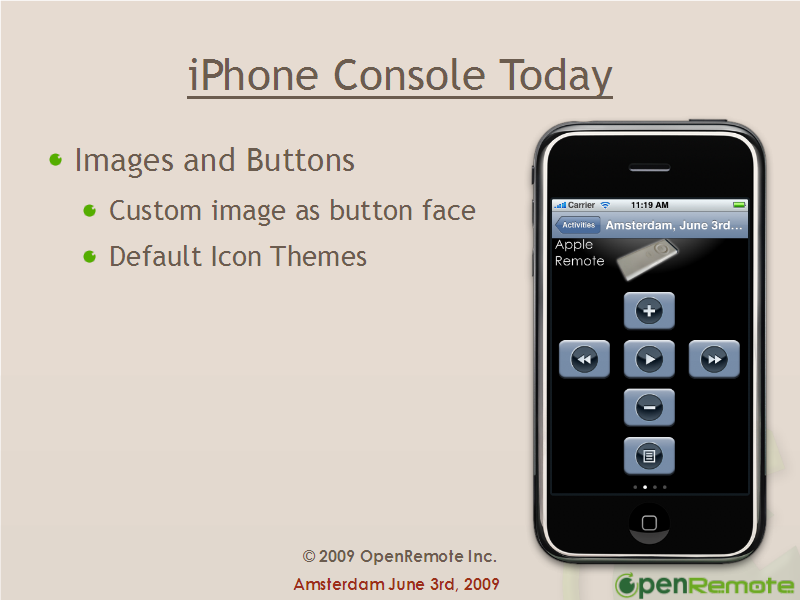 iPhone Console Today
Images and Buttons
Custom image as button face
Default Icon Themes
Carrier 11:19 AM
Activities Amsterdam, June 3rd...
Apple
Remote
© 2009 OpenRemote Inc.
Amsterdam June 3rd, 2009
OpenRemote